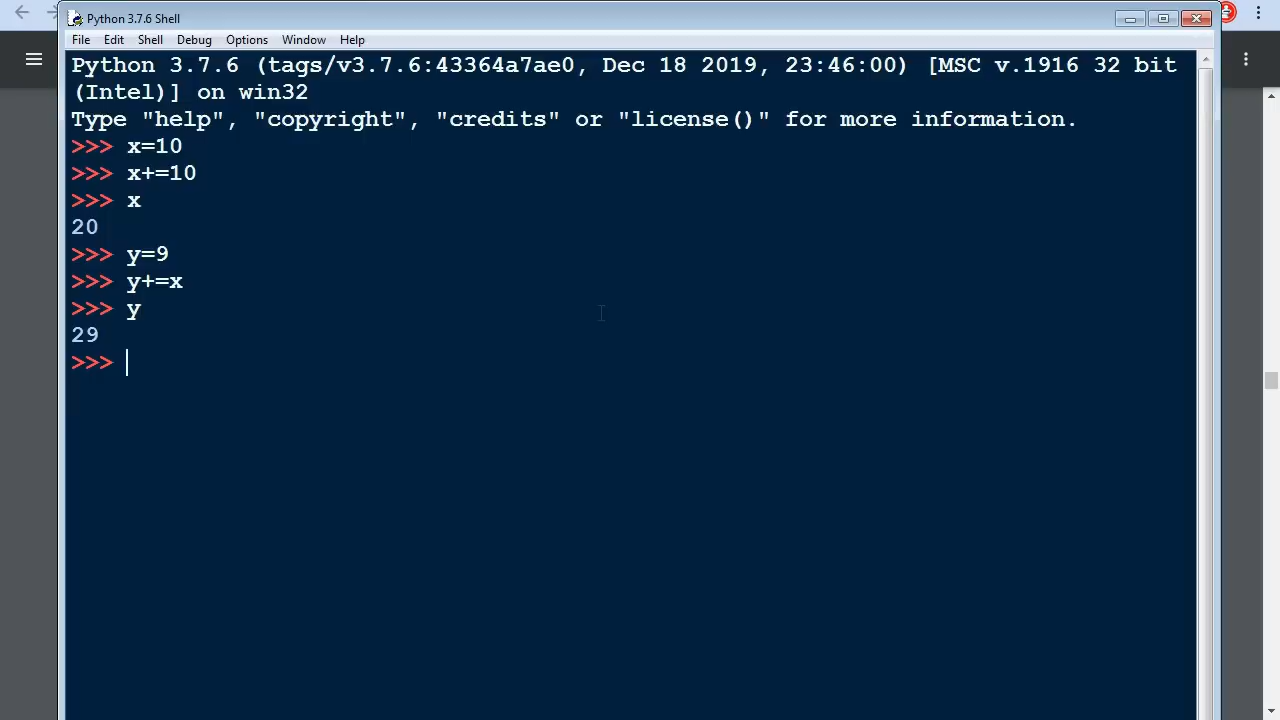 Python 3.7.6 Shell
File Edit Shell Debug Options Window Help
Python 3.7.6 (tags/v3.7.6:43364a7ae0, Dec 18 2019, 23:46:00) [MSC v.1916 32 bit
(Intel)] on win32
Type "help", "copyright", "credits" or "license()" for more information.
>>> x=10
>>> x+=10
>>> x
20
>>> y=9
>>> y+=x
>>> y
29
>>>